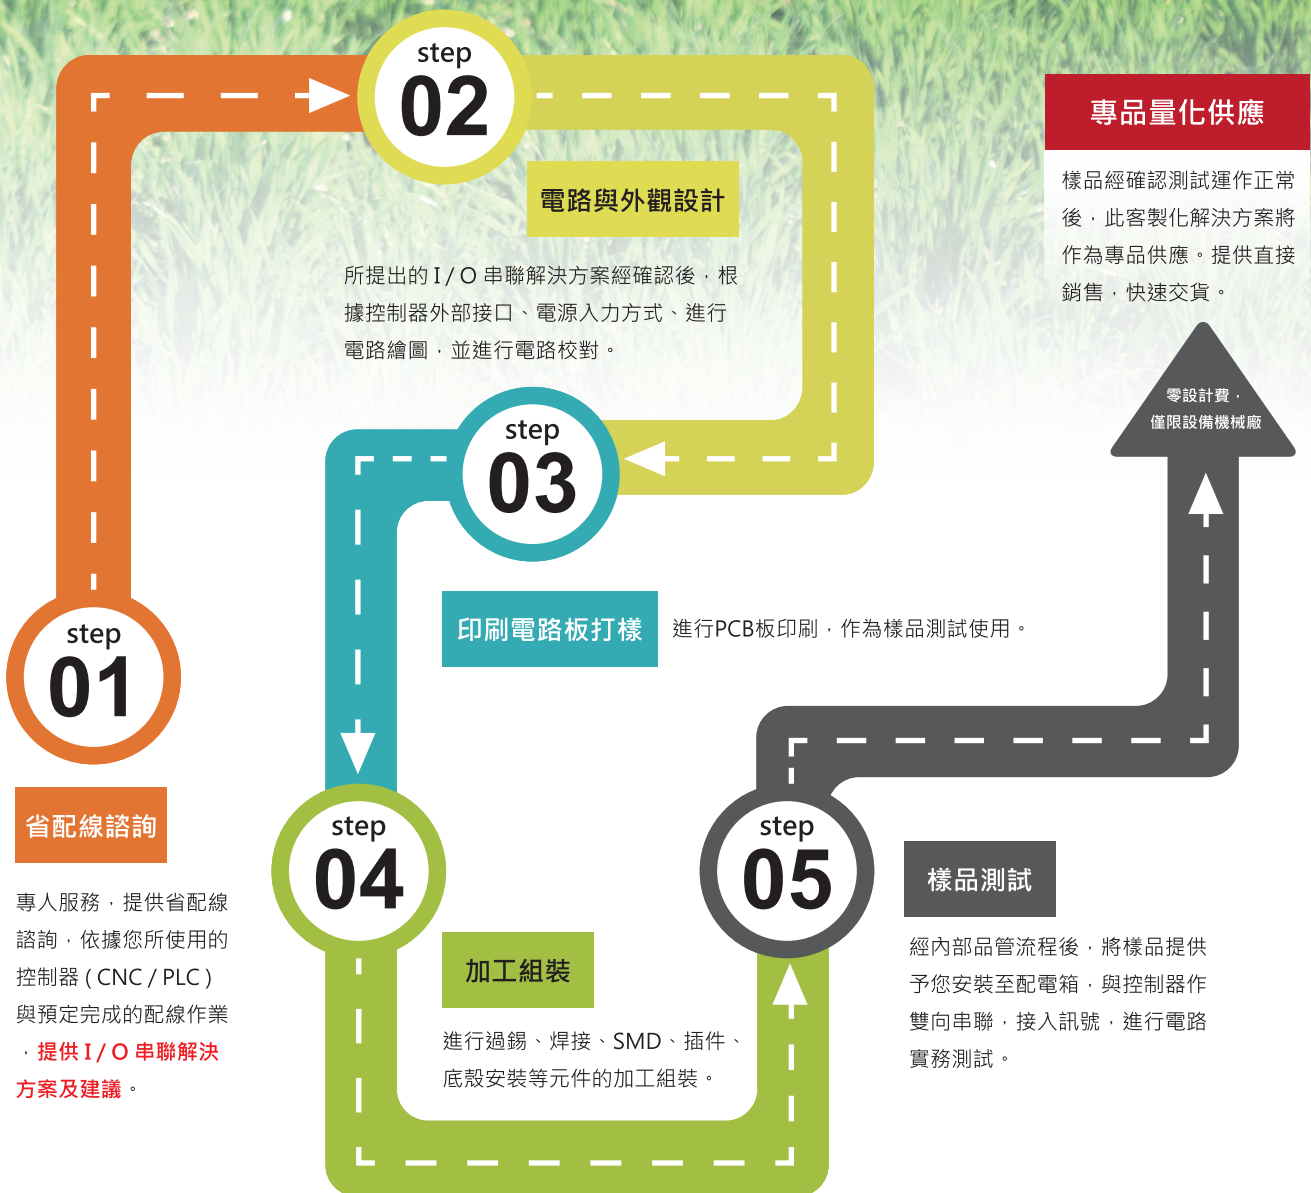 step
01
省配線諮詢
專人服務，提供省配線
諮詢，依據您所使用的
控制器 ( CNC / PLC )
與預定完成的配線作業
，提供 I / O 串聯解決
方案及建議。
step
02
電路與外觀設計
所提出的 I / O 串聯解決方案經確認後，根
據控制器外部接口、電源入力方式、進行
電路繪圖，並進行電路校對。
step
03
印刷電路板打樣
進行PCB板印刷，作為樣品測試使用。
step
04
加工組裝
進行過錫、焊接、SMD、插件、
底殼安裝等元件的加工組裝。
step
05
樣品測試
經內部品管流程後，將樣品提供
予您安裝至配電箱，與控制器作
雙向串聯，接入訊號，進行電路
實務測試。
專品量化供應
樣品經確認測試運作正常
後，此客製化解決方案將
作為專品供應。提供直接
銷售，快速交貨。
零設計費，
僅限設備機械廠